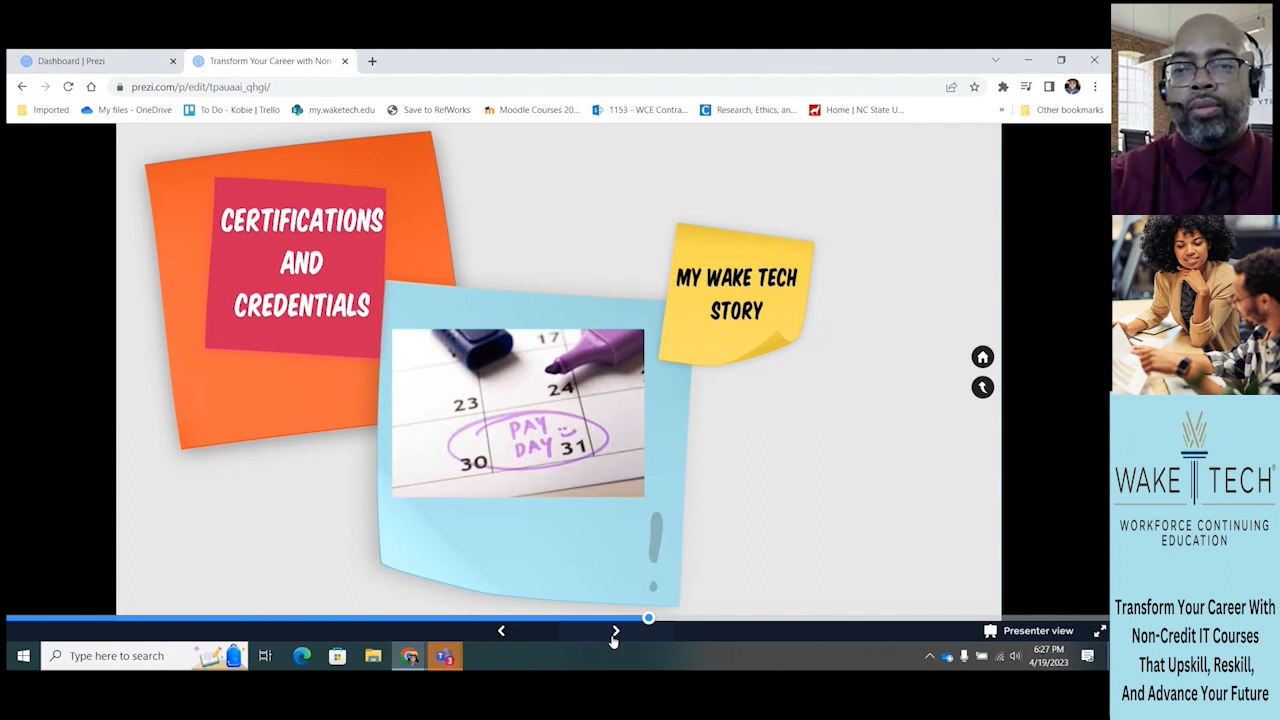 Dashboard | Prezi
Transform Your Career with Non-
prezi.com/p/edit/tpauaai_qhgi/
Imported
My files - OneDrive
To Do - Kobie | Trello
my.waketech.edu
Save to RefWorks
Moodle Courses 20...
1153 - WCE Contra...
Research, Ethics, an...
Home | NC State U...
»
Other bookmarks
CERTIFICATIONS
AND
CREDENTIALS
MY WAKE TECH
STORY
17
23
24
PAY
DAY
30
31
!
Presenter view
Type here to search
3
6:27 PM
4/19/2023
WAKE TECH
WORKFORCE CONTINUING
EDUCATION
Transform Your Career With
Non-Credit IT Courses
That Upskill, Reskill,
And Advance Your Future